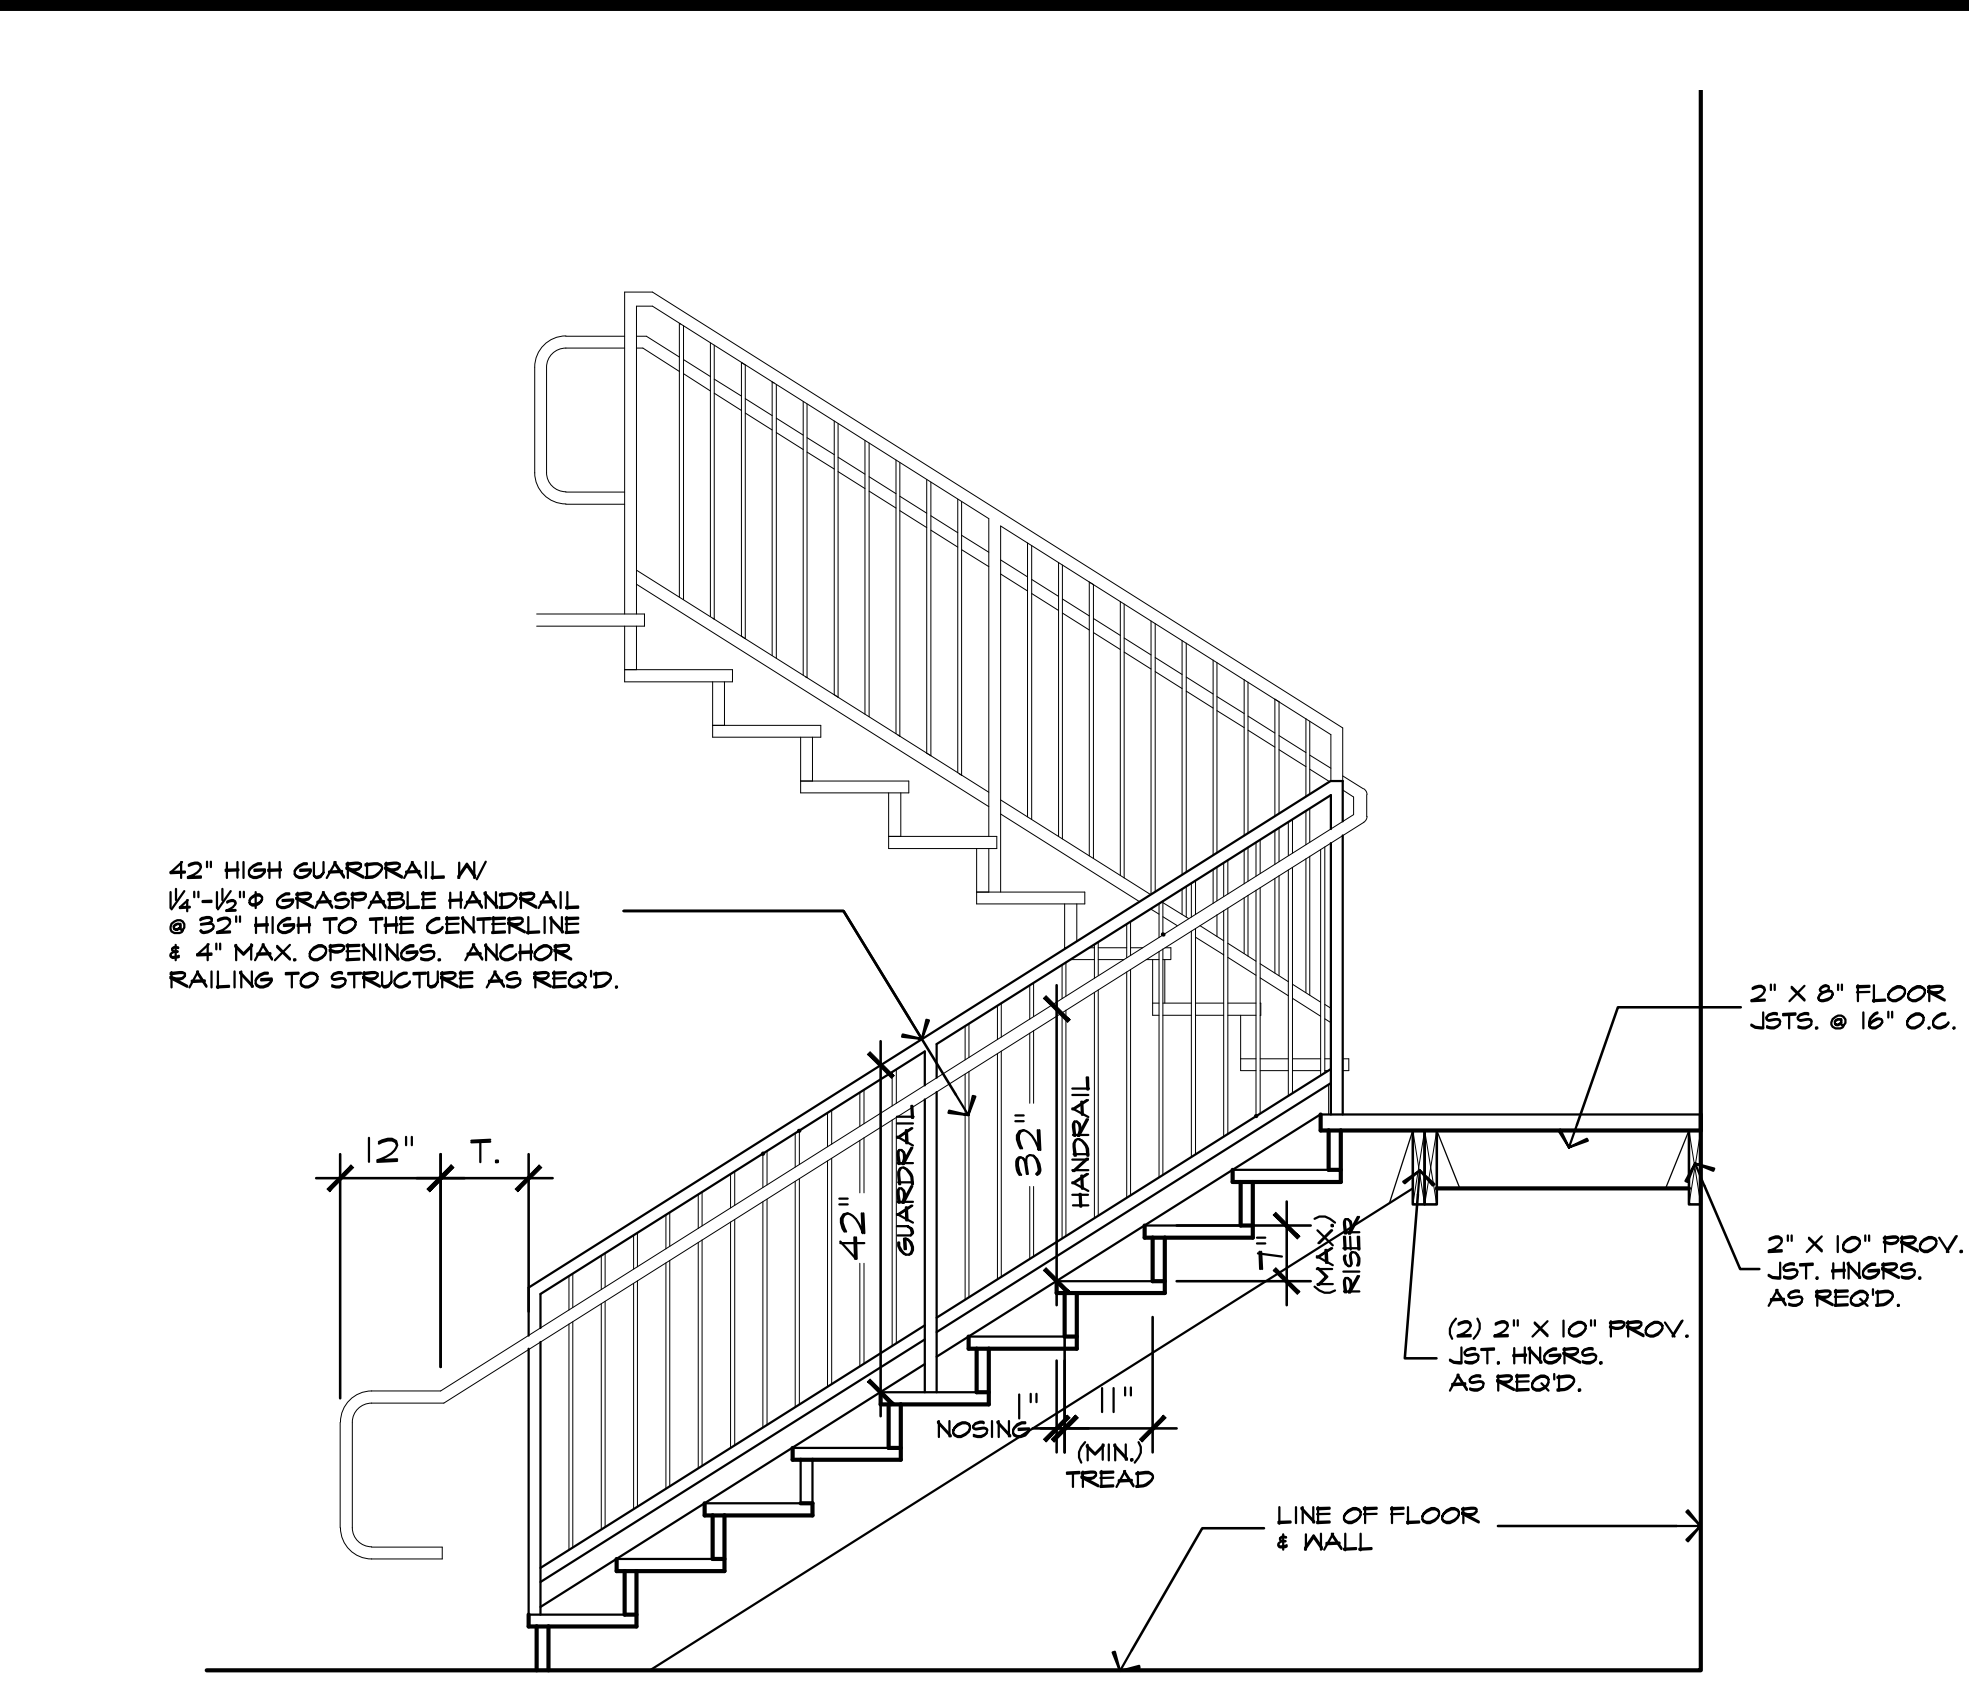 42" HIGH GUARDRAIL W/
1¼"-1½"Φ GRASPABLE HANDRAIL
@ 32" HIGH TO THE CENTERLINE
& 4" MAX. OPENINGS. ANCHOR
RAILING TO STRUCTURE AS REQ'D.
2" X 8" FLOOR
JSTS. @ 16" O.C.
12"
T.
42"
GUARDRAIL
32"
HANDRAIL
7"
(MAX.)
RISER
2" X 10" PROV.
JST. HNGRS.
AS REQ'D.
(2) 2" X 10" PROV.
JST. HNGRS.
AS REQ'D.
1"
NOSING
11"
(MIN.)
TREAD
LINE OF FLOOR
& WALL